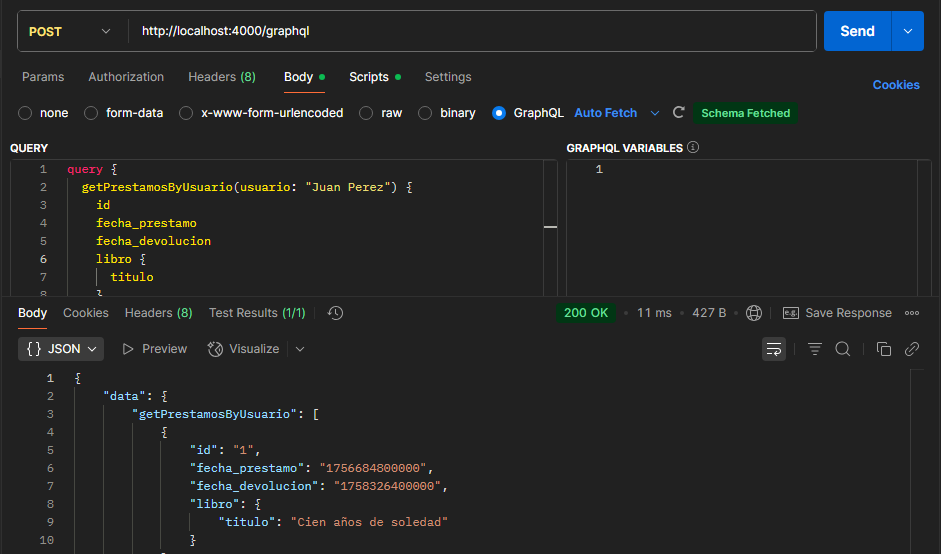 POST http://localhost:4000/graphql Send
Params Authorization Headers (8) Body Scripts Settings Cookies
none form-data x-www-form-urlencoded raw binary GraphQL Auto Fetch Schema Fetched
QUERY GRAPHQL VARIABLES
1 query { 1
2 getPrestamosByUsuario(usuario: "Juan Perez") {
3 id
4 fecha_prestamo
5 fecha_devolucion
6 libro {
7 titulo
8 }
Body Cookies Headers (8) Test Results (1/1) 200 OK 11 ms 427 B e.g. Save Response
{} JSON Preview Visualize
1 {
2 "data": {
3 "getPrestamosByUsuario": [
4 {
5 "id": "1",
6 "fecha_prestamo": "1756684800000",
7 "fecha_devolucion": "1758326400000",
8 "libro": {
9 "titulo": "Cien años de soledad"
10 }